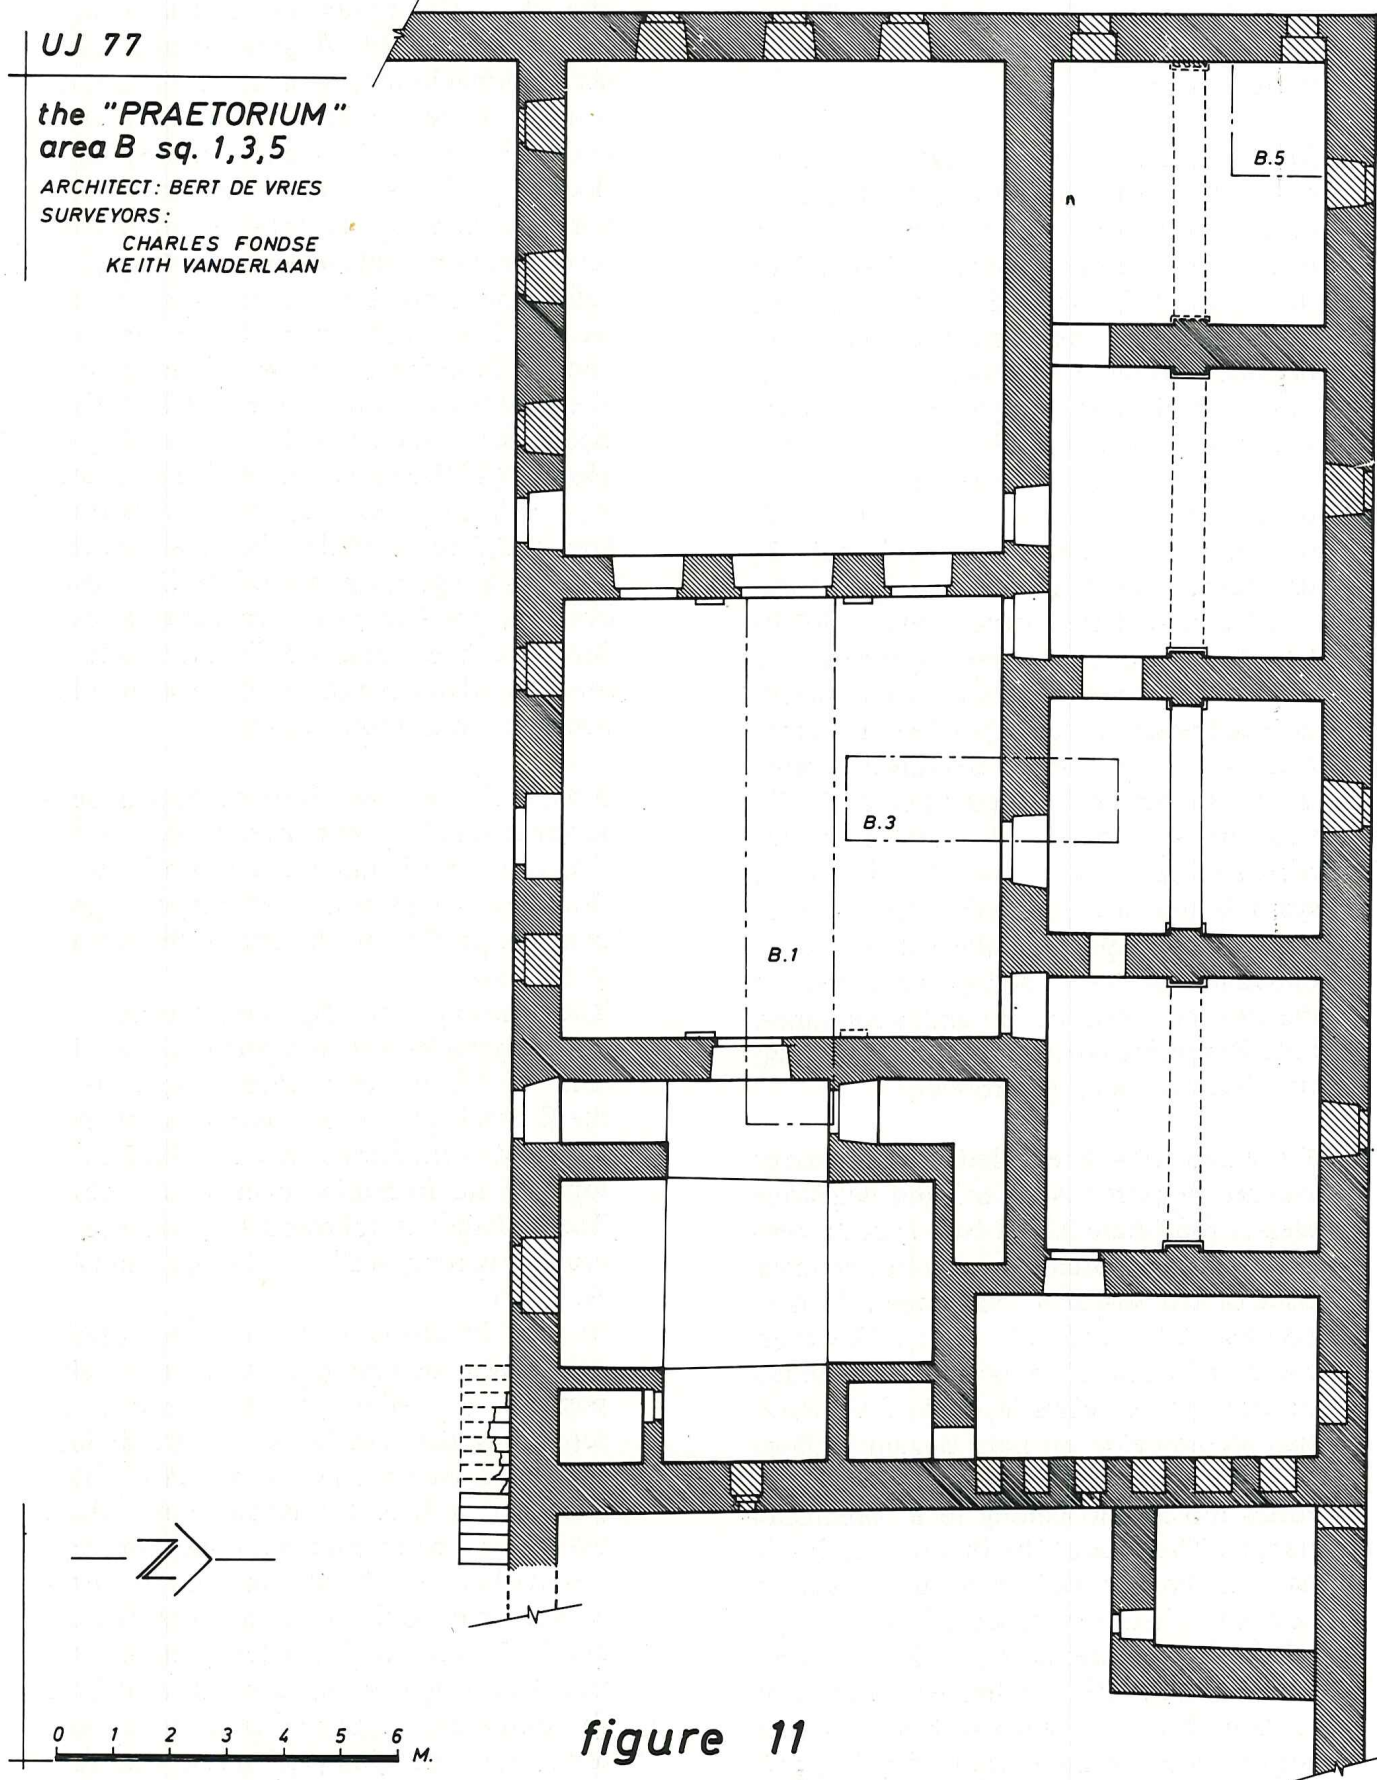 UJ 77
the "PRAETORIUM"
area B sq. 1,3,5
ARCHITECT: BERT DE VRIES
SURVEYORS:
CHARLES FONDSE
KEITH VANDERLAAN
B.5
B.3
B.1
N
0 1 2 3 4 5 6 M.
figure 11